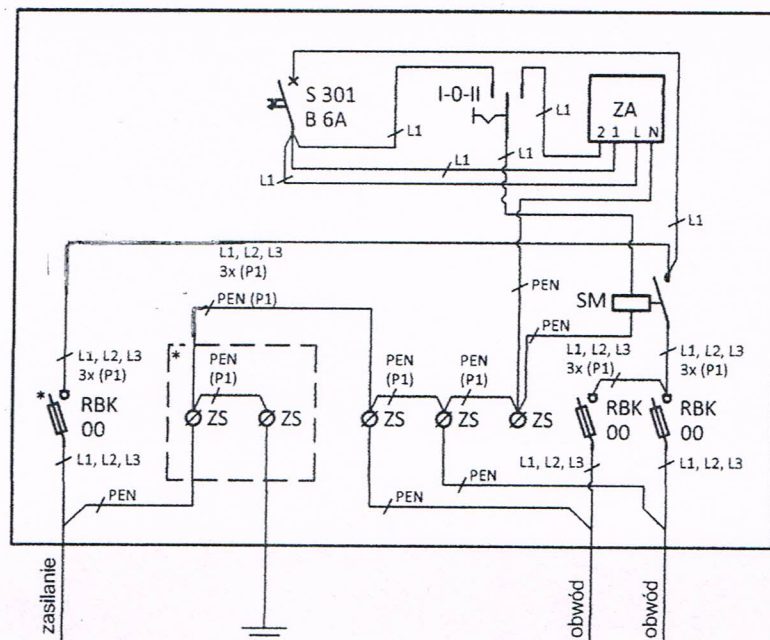 S 301
B 6A
I-0-II
ZA
2 1 L N
L1
L1
L1
L1
L1
L1
L1, L2, L3
3x (P1)
PEN (P1)
PEN
SM
PEN
L1, L2, L3
3x (P1)
*
PEN
(P1)
PEN
(P1)
PEN
(P1)
L1, L2, L3
3x (P1)
L1, L2, L3
3x (P1)
*
RBK
00
ZS
ZS
ZS
ZS
ZS
RBK
00
RBK
00
L1, L2, L3
L1, L2, L3
L1, L2, L3
PEN
PEN
PEN
zasilanie
obwód
obwód